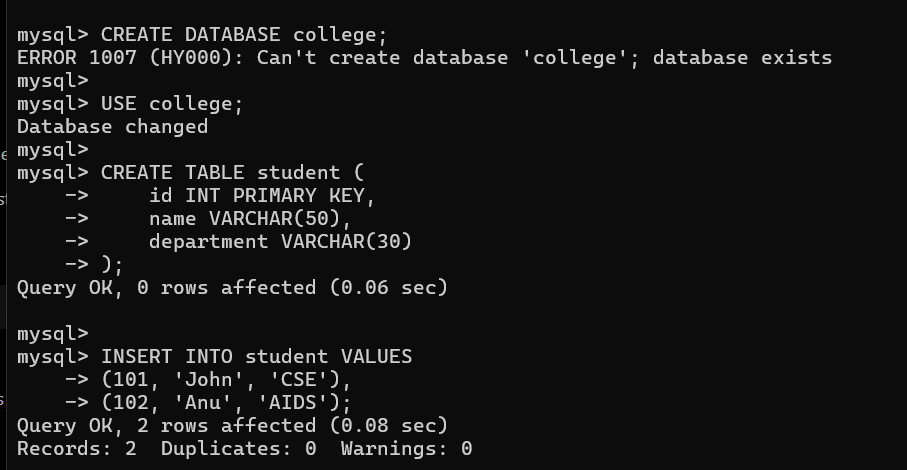 mysql> CREATE DATABASE college;
ERROR 1007 (HY000): Can't create database 'college'; database exists
mysql>
mysql> USE college;
Database changed
mysql>
mysql> CREATE TABLE student (
    ->     id INT PRIMARY KEY,
    ->     name VARCHAR(50),
    ->     department VARCHAR(30)
    -> );
Query OK, 0 rows affected (0.06 sec)

mysql>
mysql> INSERT INTO student VALUES
    -> (101, 'John', 'CSE'),
    -> (102, 'Anu', 'AIDS');
Query OK, 2 rows affected (0.08 sec)
Records: 2  Duplicates: 0  Warnings: 0